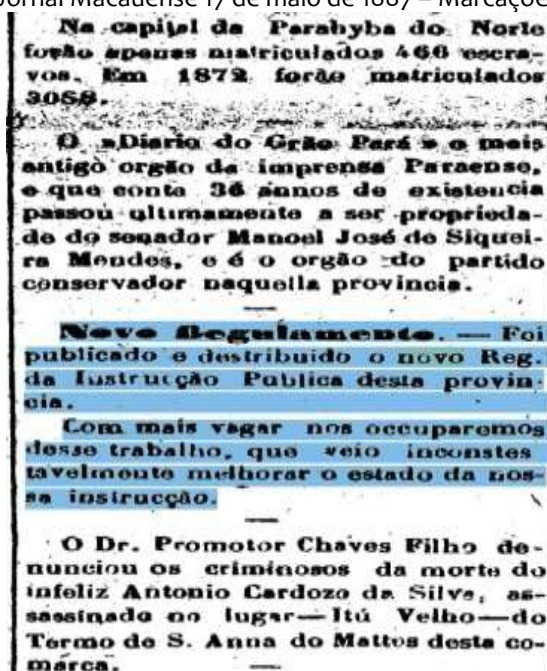 Jornal Macauense 17 de maio de 1887 – Marcações
Na capital da Parahyba do Norte
forão apenas matriculados 466 escra-
vos. Em 1872 forão matriculados
3058.
O »Diario do Grão Pará» o mais
antigo orgão da imprensa Paraense,
e que conta 36 annos de existencia
passou ultimamente a ser proprieda-
de do senador Manoel José de Siquei-
ra Mendes, e é o orgão do partido
conservador naquella provincia.
—
Novo Regulamento. — Foi
publicado e destribuido o novo Reg.
da Instrucção Publica desta provin-
cia.
Com mais vagar nos occuparemos
desse trabalho, que veio inconstes
tavelmente melhorar o estado da nos-
sa instrucção.
—
O Dr. Promotor Chaves Filho de-
nunciou os criminosos da morte do
infeliz Antonio Cardozo da Silva, as-
sassinado no lugar—Itú Velho—do
Termo de S. Anna do Mattos desta co-
marca.
—